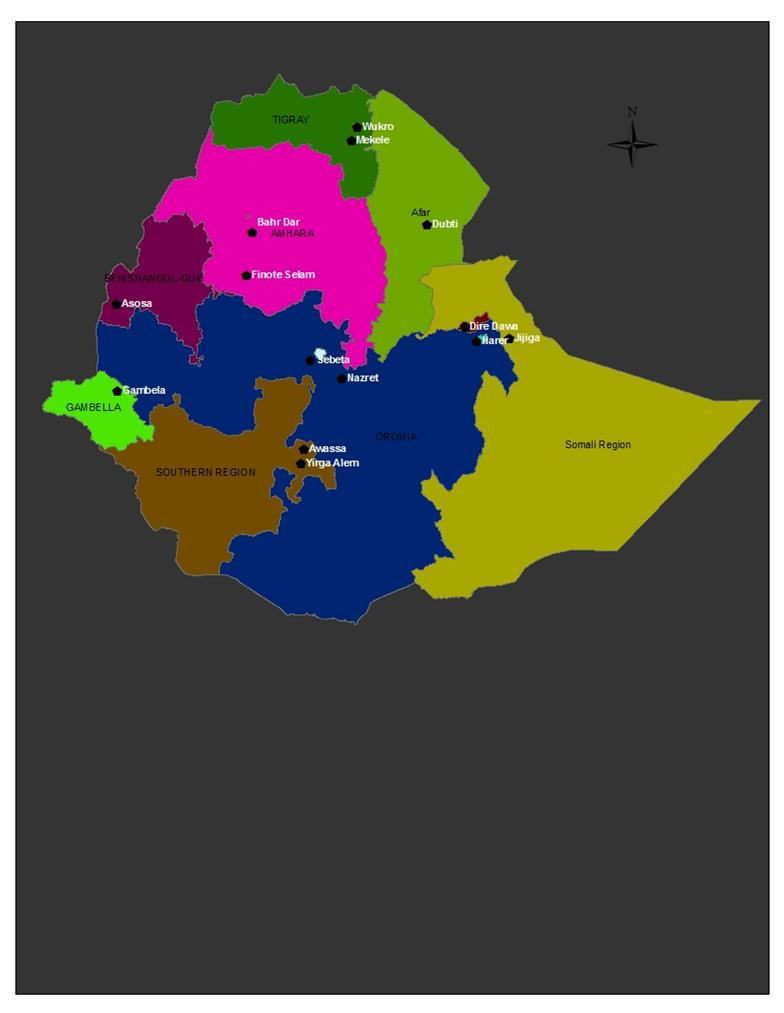 N
TIGRAY
Wukro
Mekele
Afar
Dubti
Bahr Dar
AMHARA
Finote Selam
BENISHANGUL-GUM
Asosa
Dire Dawa
Harer
Jijiga
Sebeta
Nazret
Gambela
GAMBELLA
OROMIA
Somali Region
Awassa
Yirga Alem
SOUTHERN REGION